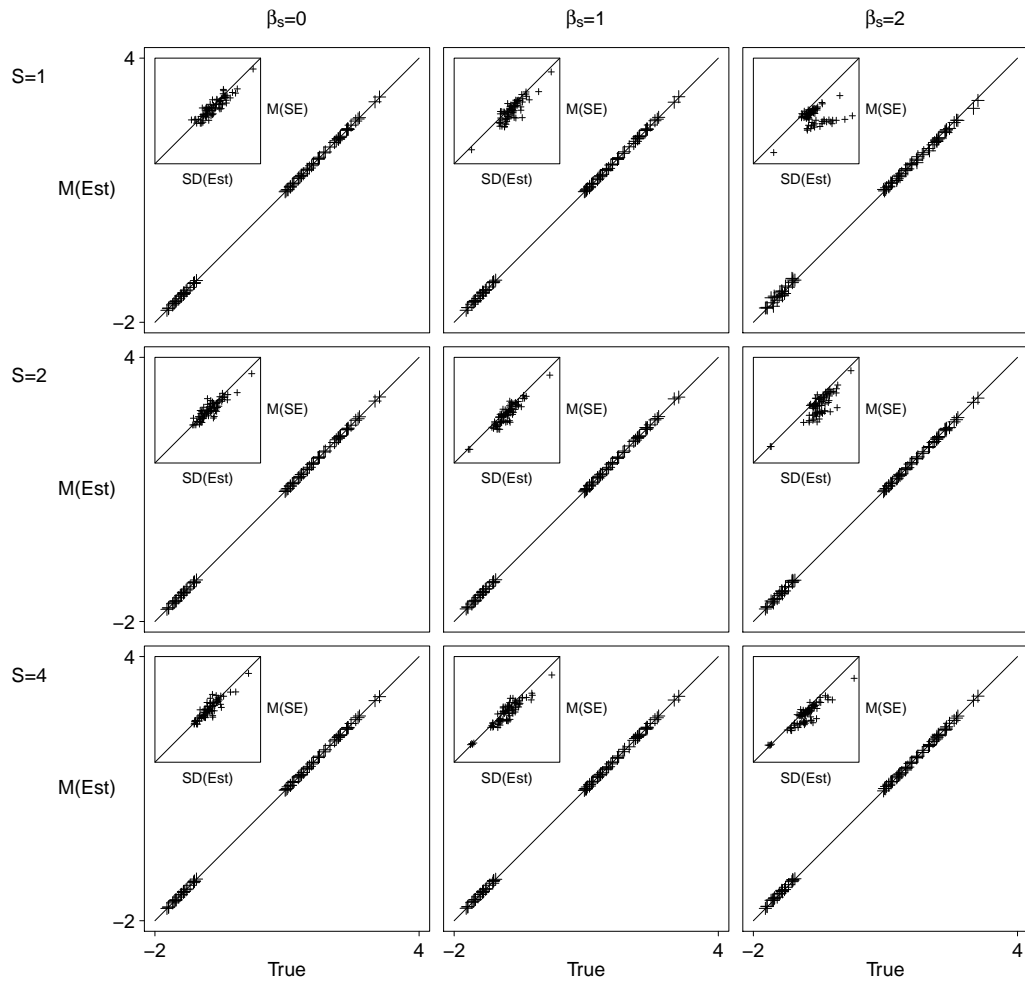 βs=0 βs=1 βs=2
S=1
4
M(SE) M(SE) M(SE)
SD(Est) SD(Est) SD(Est)
M(Est)
−2
S=2
4
M(SE) M(SE) M(SE)
SD(Est) SD(Est) SD(Est)
M(Est)
−2
S=4
4
M(SE) M(SE) M(SE)
SD(Est) SD(Est) SD(Est)
M(Est)
−2
−2 4 −2 4 −2 4
True True True